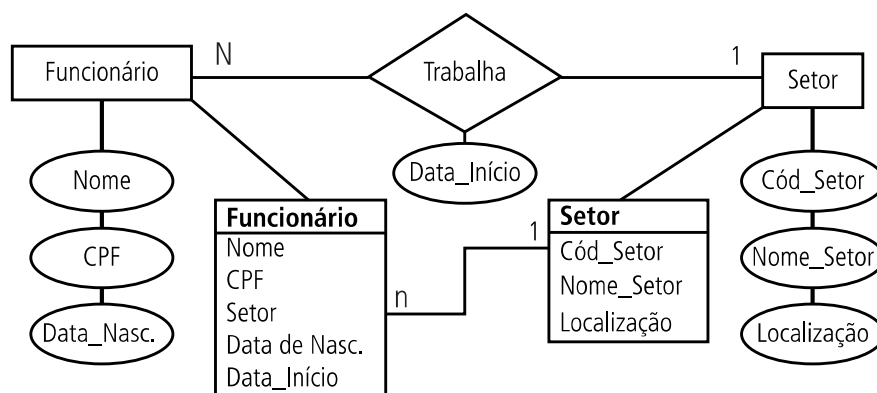 Funcionário
N
Trabalha
1
Setor
Data_Início
Nome
CPF
Data_Nasc.
Funcionário
Nome
CPF
Setor
Data de Nasc.
Data_Início
n
1
Setor
Cód_Setor
Nome_Setor
Localização
Cód_Setor
Nome_Setor
Localização